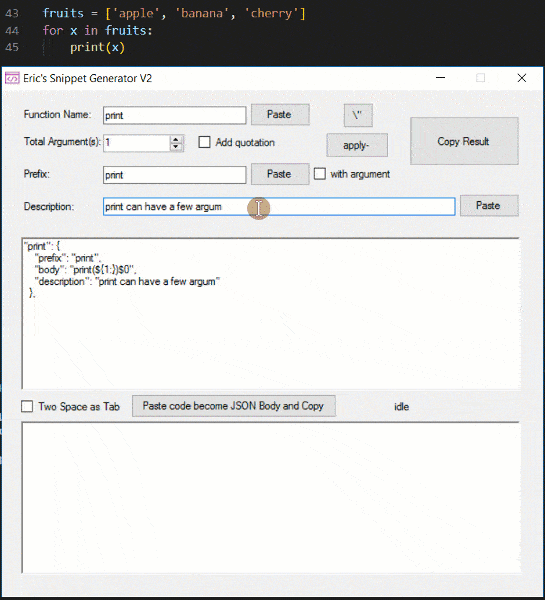 43 fruits = ['apple', 'banana', 'cherry']
44 for x in fruits:
45 print(x)
Eric's Snippet Generator V2
Function Name: print Paste \"
Total Argument(s): 1 Add quotation apply- Copy Result
Prefix: print Paste with argument
Description: print can have a few argum Paste
"print": {
"prefix": "print",
"body": "print(${1:})$0",
"description": "print can have a few argum"
},
Two Space as Tab Paste code become JSON Body and Copy idle